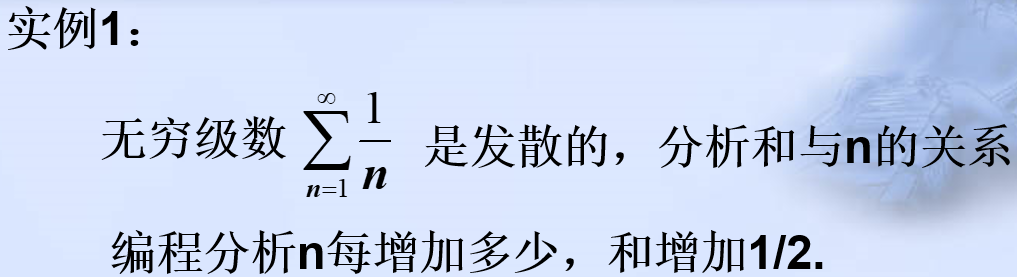 实例1：
无穷级数 $\sum_{n=1}^{\infty} \frac{1}{n}$ 是发散的，分析和与n的关系
编程分析n每增加多少，和增加1/2.